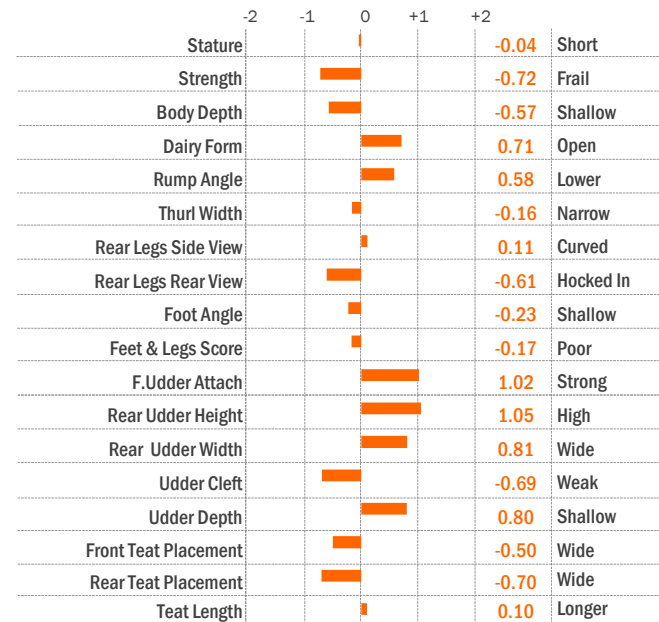 -2 -1 0 +1 +2
Stature -0.04 Short
Strength -0.72 Frail
Body Depth -0.57 Shallow
Dairy Form 0.71 Open
Rump Angle 0.58 Lower
Thurl Width -0.16 Narrow
Rear Legs Side View 0.11 Curved
Rear Legs Rear View -0.61 Hocked In
Foot Angle -0.23 Shallow
Feet & Legs Score -0.17 Poor
F.Udder Attach 1.02 Strong
Rear Udder Height 1.05 High
Rear Udder Width 0.81 Wide
Udder Cleft -0.69 Weak
Udder Depth 0.80 Shallow
Front Teat Placement -0.50 Wide
Rear Teat Placement -0.70 Wide
Teat Length 0.10 Longer